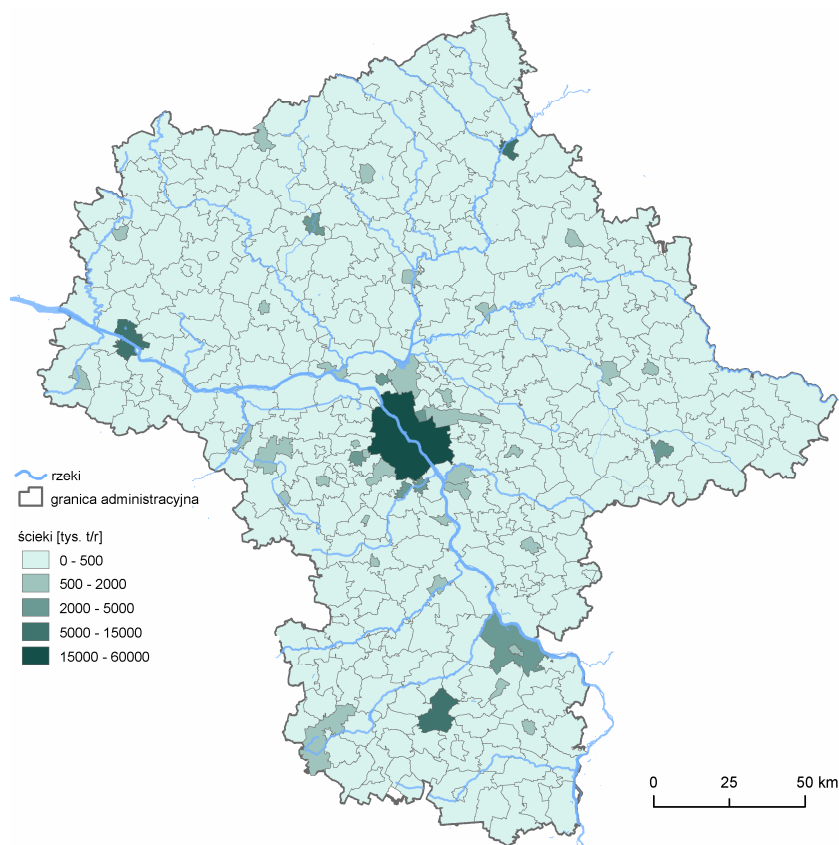 rzeki
granica administracyjna
ścieki [tys. t/r]
0 - 500
500 - 2000
2000 - 5000
5000 - 15000
15000 - 60000
0 25 50 km